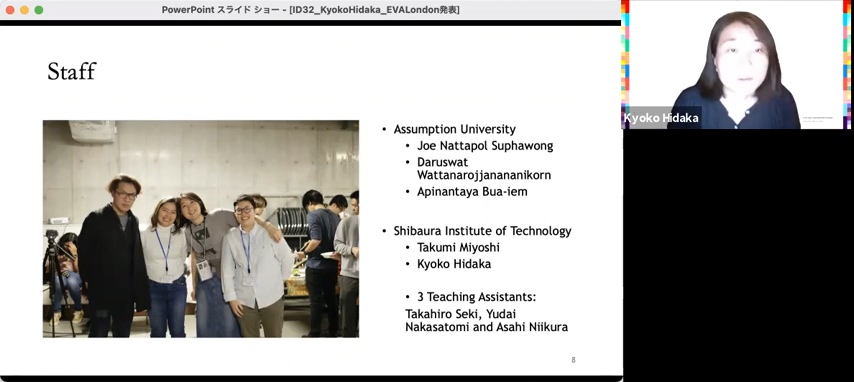 PowerPoint スライド ショー - [ID32_KyokoHidaka_EVALondon発表]
Staff
• Assumption University
• Joe Nattapol Suphawong
• Daruswat
Wattanarojjanananikorn
• Apinantaya Bua-iem
• Shibaura Institute of Technology
• Takumi Miyoshi
• Kyoko Hidaka
• 3 Teaching Assistants:
Takahiro Seki, Yudai
Nakasatomi and Asahi Niikura
8
Kyoko Hidaka